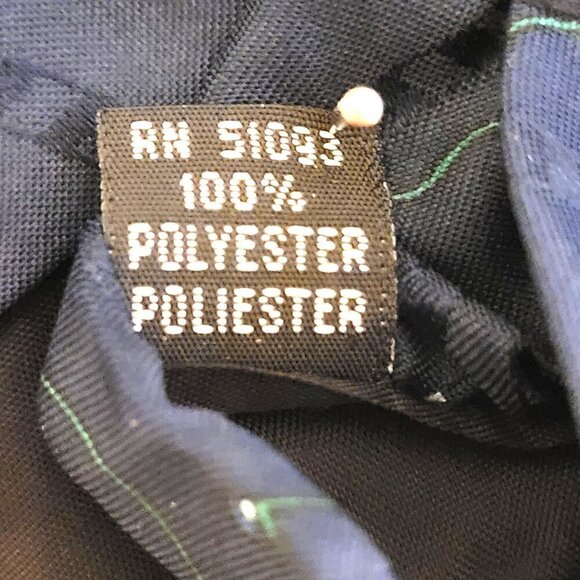 RN 51093
100%
POLYESTER
POLIESTER